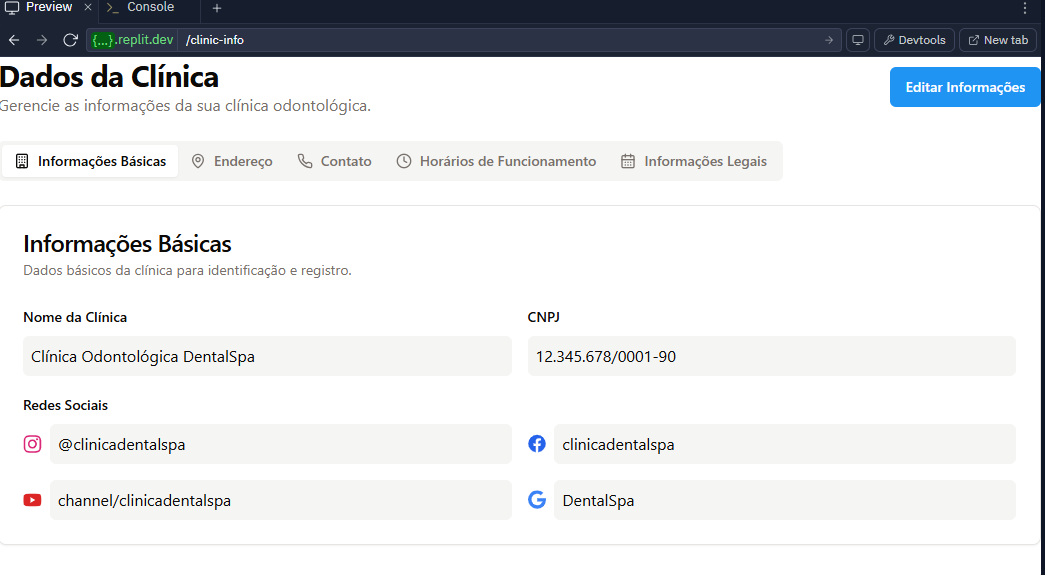 Preview
Console
{...}.replit.dev /clinic-info
Devtools
New tab
Dados da Clínica
Gerencie as informações da sua clínica odontológica.
Editar Informações
Informações Básicas Endereço Contato Horários de Funcionamento Informações Legais
Informações Básicas
Dados básicos da clínica para identificação e registro.
Nome da Clínica CNPJ
Clínica Odontológica DentalSpa 12.345.678/0001-90
Redes Sociais
@clinicadentalspa clinicadentalspa
channel/clinicadentalspa DentalSpa